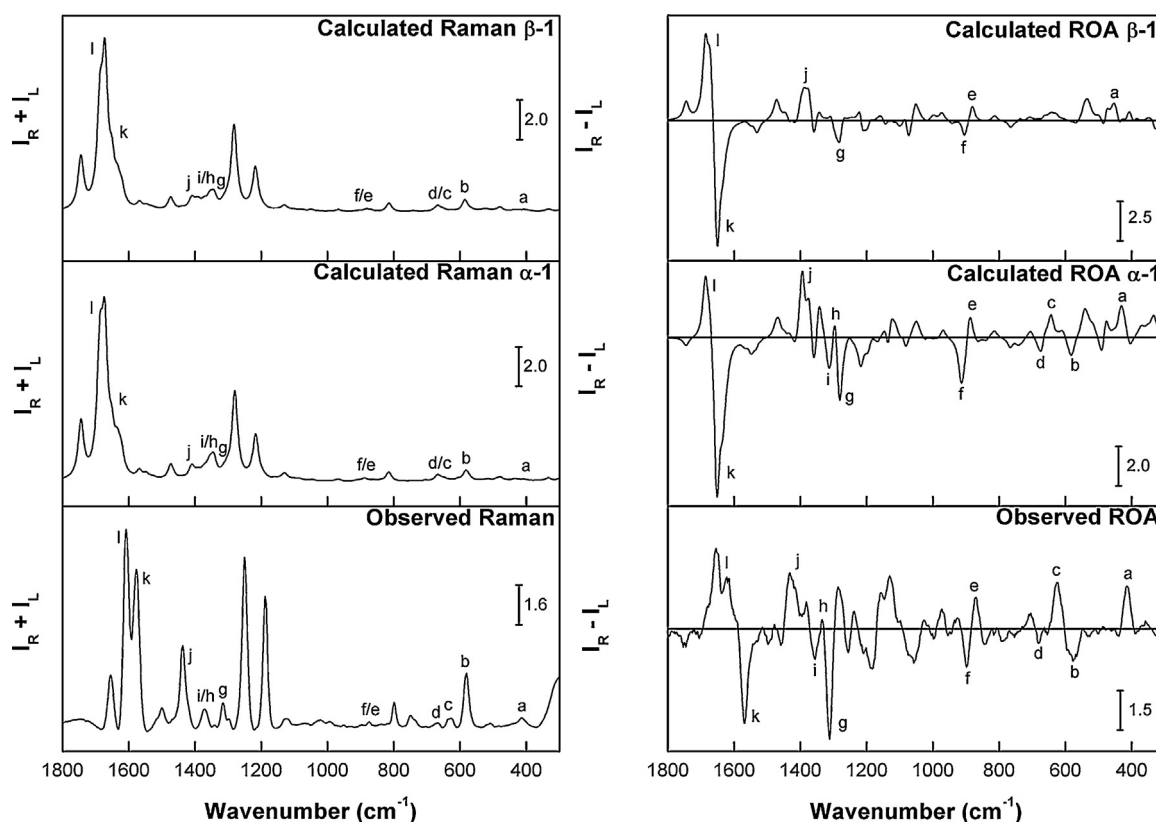 Calculated Raman β-1
l
k
2.0
j
i/h
g
f/e
d/c
b
a
I_R + I_L
Calculated Raman α-1
l
k
2.0
j
i/h
g
f/e
d/c
b
a
I_R + I_L
Observed Raman
l
k
1.6
j
i/h
g
f/e
d
c
b
a
I_R + I_L
1800 1600 1400 1200 1000 800 600 400
Wavenumber (cm⁻¹)
Calculated ROA β-1
l
j
e
a
g
f
k
2.5
I_R - I_L
Calculated ROA α-1
l
j
h
e
c
a
i
g
f
d
b
k
2.0
I_R - I_L
Observed ROA
l
j
h
e
c
a
i
g
f
d
b
k
1.5
I_R - I_L
1800 1600 1400 1200 1000 800 600 400
Wavenumber (cm⁻¹)